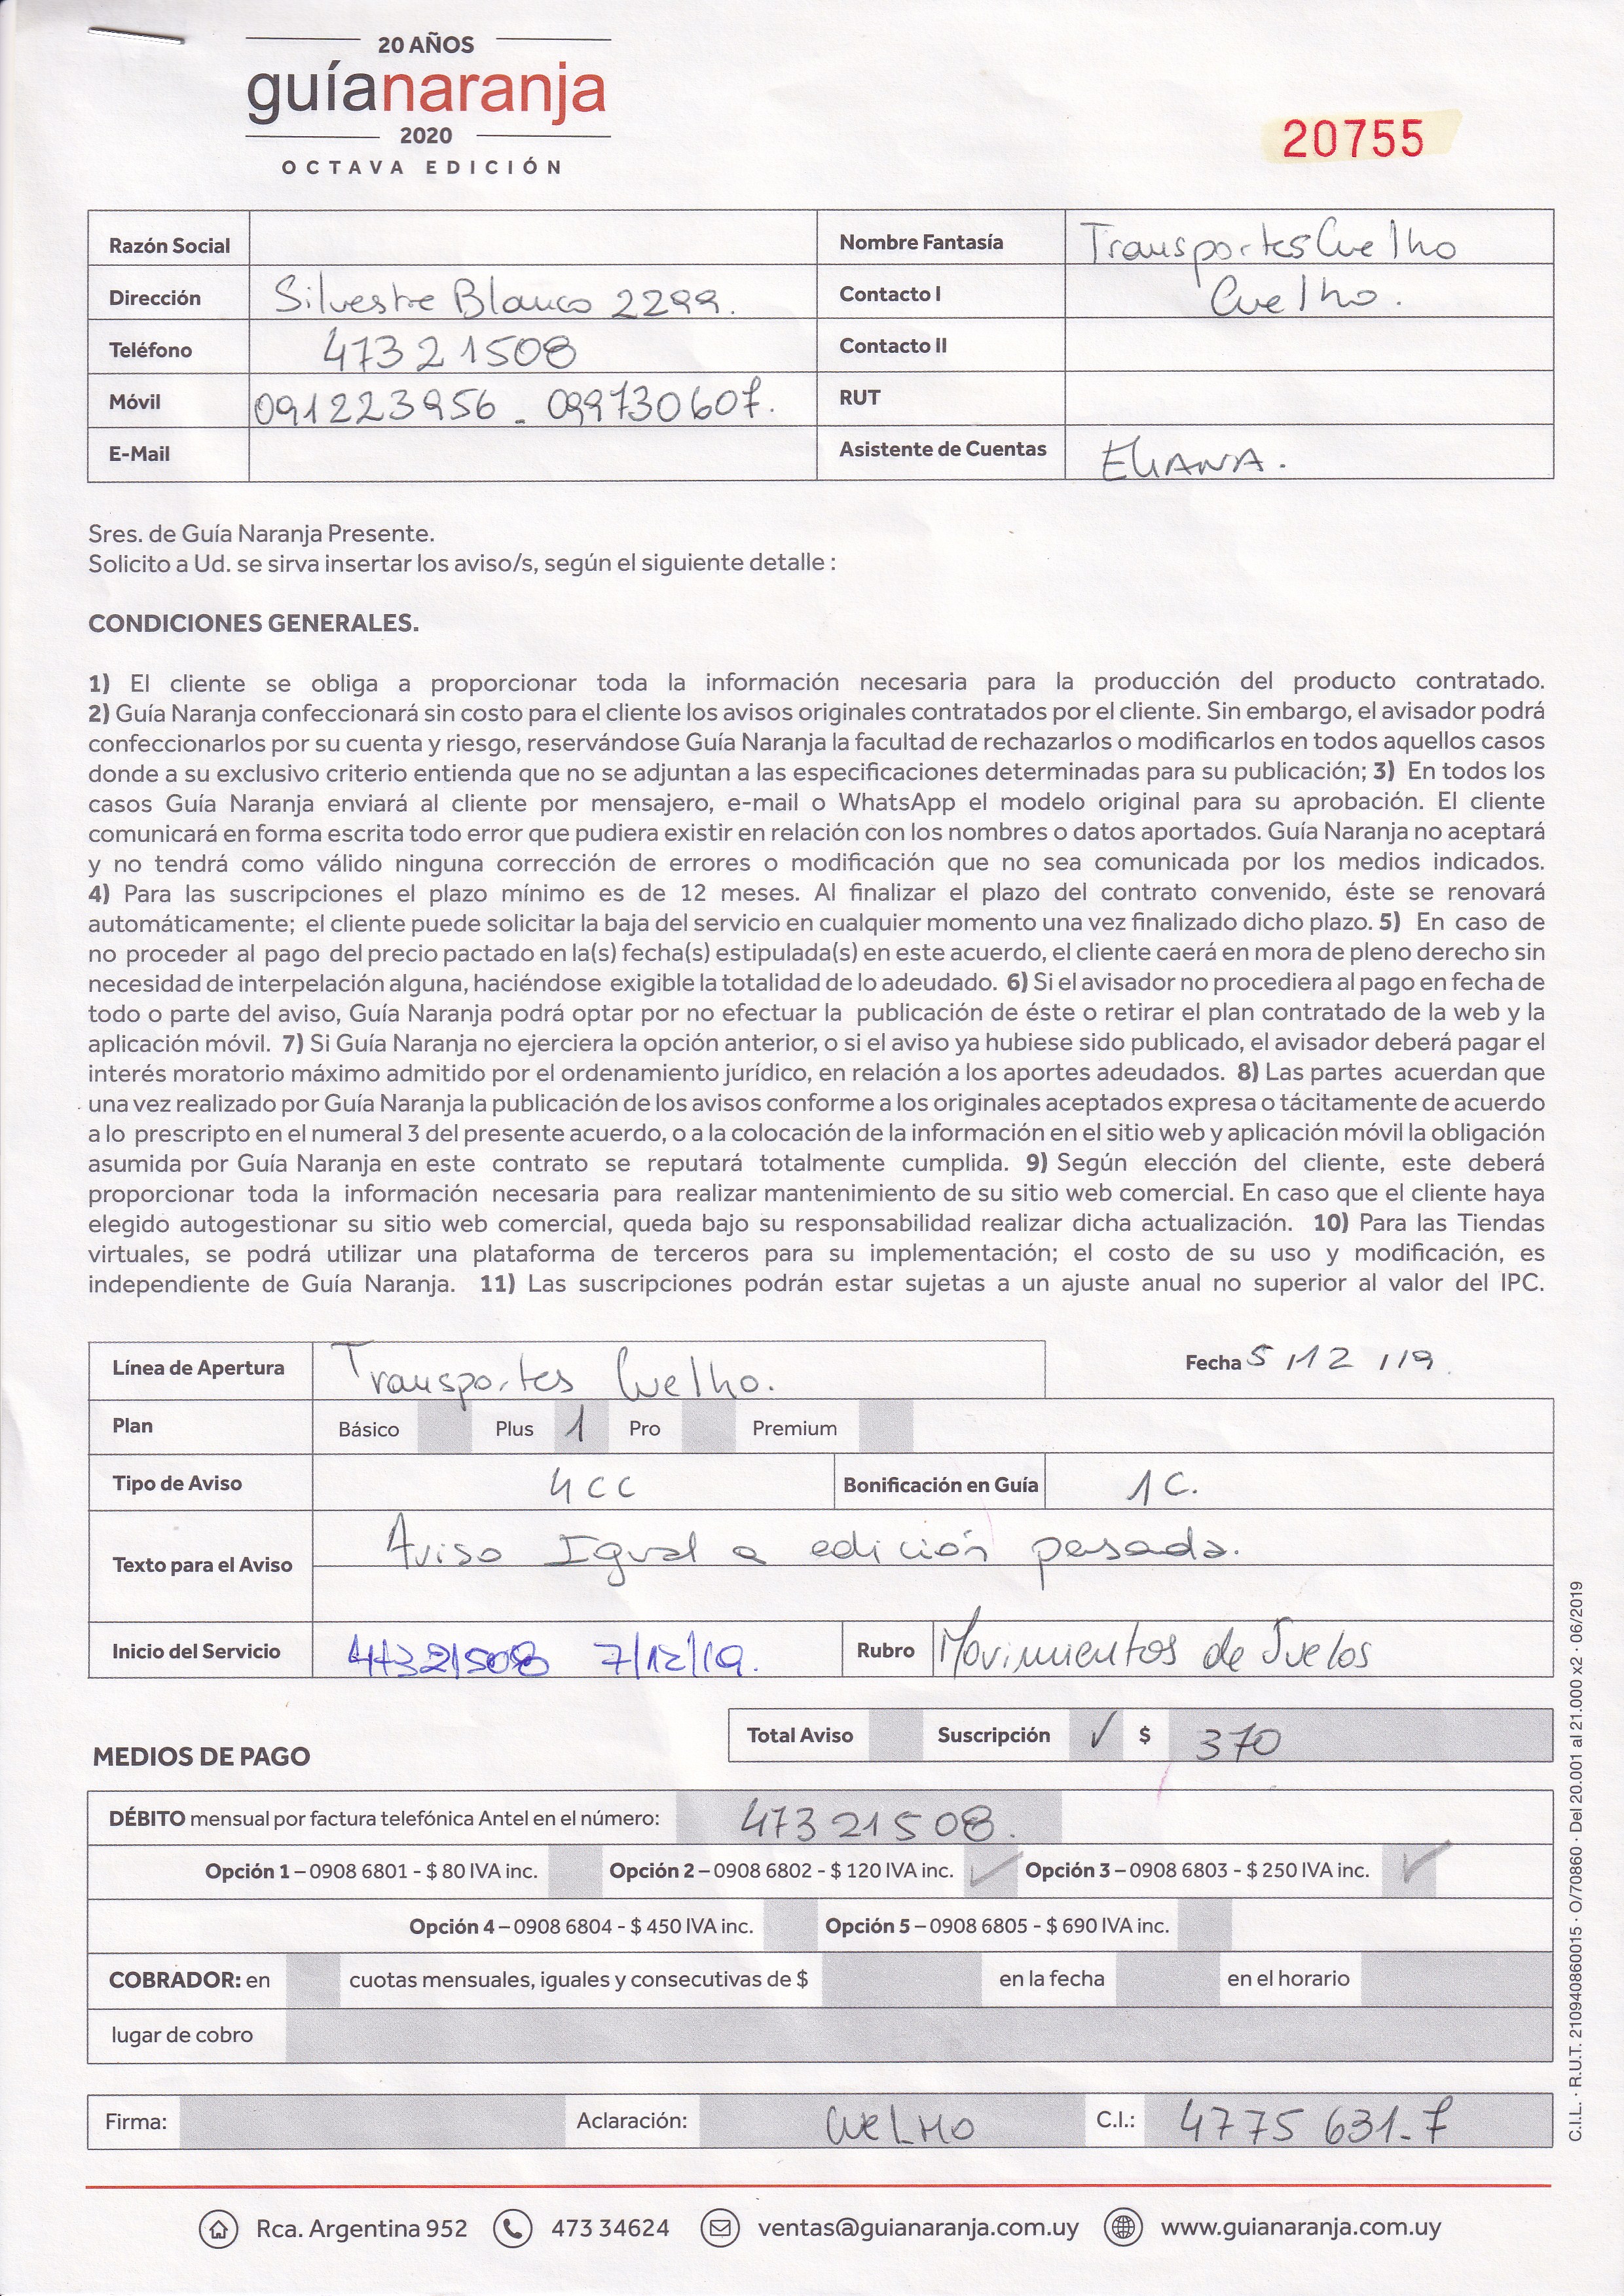 20 AÑOS
guíanaranja
2020
OCTAVA EDICIÓN
20755
Razón Social
Nombre Fantasía Transportes Cuelho
Dirección Silvestre Blanco 2299.
Contacto I Cuelho.
Teléfono 47321508
Contacto II
Móvil 091223956 - 099730607.
RUT
E-Mail
Asistente de Cuentas ELIANA.
Sres. de Guía Naranja Presente.
Solicito a Ud. se sirva insertar los aviso/s, según el siguiente detalle :
CONDICIONES GENERALES.
1) El cliente se obliga a proporcionar toda la información necesaria para la producción del producto contratado.
2) Guía Naranja confeccionará sin costo para el cliente los avisos originales contratados por el cliente. Sin embargo, el avisador podrá
confeccionarlos por su cuenta y riesgo, reservándose Guía Naranja la facultad de rechazarlos o modificarlos en todos aquellos casos
donde a su exclusivo criterio entienda que no se adjuntan a las especificaciones determinadas para su publicación; 3) En todos los
casos Guía Naranja enviará al cliente por mensajero, e-mail o WhatsApp el modelo original para su aprobación. El cliente
comunicará en forma escrita todo error que pudiera existir en relación con los nombres o datos aportados. Guía Naranja no aceptará
y no tendrá como válido ninguna corrección de errores o modificación que no sea comunicada por los medios indicados.
4) Para las suscripciones el plazo mínimo es de 12 meses. Al finalizar el plazo del contrato convenido, éste se renovará
automáticamente; el cliente puede solicitar la baja del servicio en cualquier momento una vez finalizado dicho plazo. 5) En caso de
no proceder al pago del precio pactado en la(s) fecha(s) estipulada(s) en este acuerdo, el cliente caerá en mora de pleno derecho sin
necesidad de interpelación alguna, haciéndose exigible la totalidad de lo adeudado. 6) Si el avisador no procediera al pago en fecha de
todo o parte del aviso, Guía Naranja podrá optar por no efectuar la publicación de éste o retirar el plan contratado de la web y la
aplicación móvil. 7) Si Guía Naranja no ejerciera la opción anterior, o si el aviso ya hubiese sido publicado, el avisador deberá pagar el
interés moratorio máximo admitido por el ordenamiento jurídico, en relación a los aportes adeudados. 8) Las partes acuerdan que
una vez realizado por Guía Naranja la publicación de los avisos conforme a los originales aceptados expresa o tácitamente de acuerdo
a lo prescripto en el numeral 3 del presente acuerdo, o a la colocación de la información en el sitio web y aplicación móvil la obligación
asumida por Guía Naranja en este contrato se reputará totalmente cumplida. 9) Según elección del cliente, este deberá
proporcionar toda la información necesaria para realizar mantenimiento de su sitio web comercial. En caso que el cliente haya
elegido autogestionar su sitio web comercial, queda bajo su responsabilidad realizar dicha actualización. 10) Para las Tiendas
virtuales, se podrá utilizar una plataforma de terceros para su implementación; el costo de su uso y modificación, es
independiente de Guía Naranja. 11) Las suscripciones podrán estar sujetas a un ajuste anual no superior al valor del IPC.
Línea de Apertura Transportes Cuelho.
Fecha 5/12/19.
Plan Básico Plus 1 Pro Premium
Tipo de Aviso 4CC Bonificación en Guía 1C.
Texto para el Aviso Aviso Igual a edición pasada.
Inicio del Servicio 47321508 7/12/19. Rubro Movimientos de Suelos
Total Aviso Suscripción ✓ $ 370
MEDIOS DE PAGO
DÉBITO mensual por factura telefónica Antel en el número: 47321508.
Opción 1 – 0908 6801 - $ 80 IVA inc. Opción 2 – 0908 6802 - $ 120 IVA inc. ✓ Opción 3 – 0908 6803 - $ 250 IVA inc. ✓
Opción 4 – 0908 6804 - $ 450 IVA inc. Opción 5 – 0908 6805 - $ 690 IVA inc.
COBRADOR: en cuotas mensuales, iguales y consecutivas de $ en la fecha en el horario
lugar de cobro
Firma: Aclaración: CUELHO C.I.: 4775 631-7
C.I.L. · R.U.T. 210940860015 · O/70860 · Del 20.001 al 21.000 x2 · 06/2019
Rca. Argentina 952 473 34624 ventas@guianaranja.com.uy www.guianaranja.com.uy